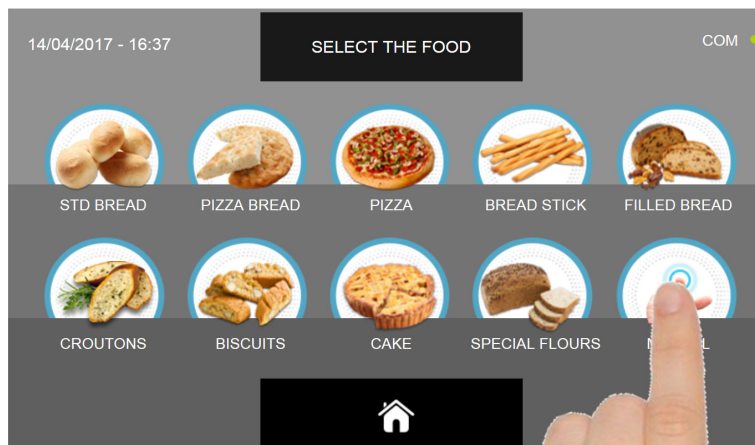 14/04/2017 - 16:37
SELECT THE FOOD
COM
STD BREAD
PIZZA BREAD
PIZZA
BREAD STICK
FILLED BREAD
CROUTONS
BISCUITS
CAKE
SPECIAL FLOURS